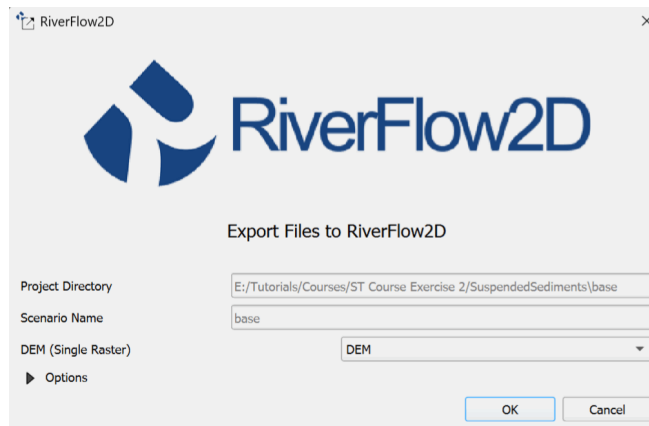 RiverFlow2D
RiverFlow2D
Export Files to RiverFlow2D
Project Directory E:/Tutorials/Courses/ST Course Exercise 2/SuspendedSediments\base
Scenario Name base
DEM (Single Raster) DEM
Options
OK Cancel